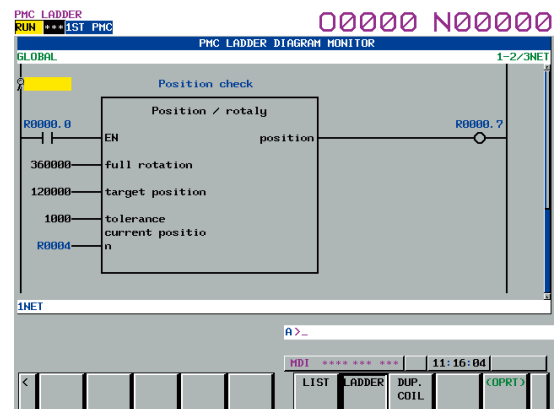 PMC LADDER
O0000 N00000
RUN *** 1ST PMC
PMC LADDER DIAGRAM MONITOR
GLOBAL 1-2/3NET
Position check
Position / rotaly
R0000.0 R0000.7
EN position
360000 full rotation
120000 target position
1000 tolerance
current positio
R0004 n
1NET
A>_
MDI **** *** *** 11:16:04
< LIST LADDER DUP. (OPRT)
COIL